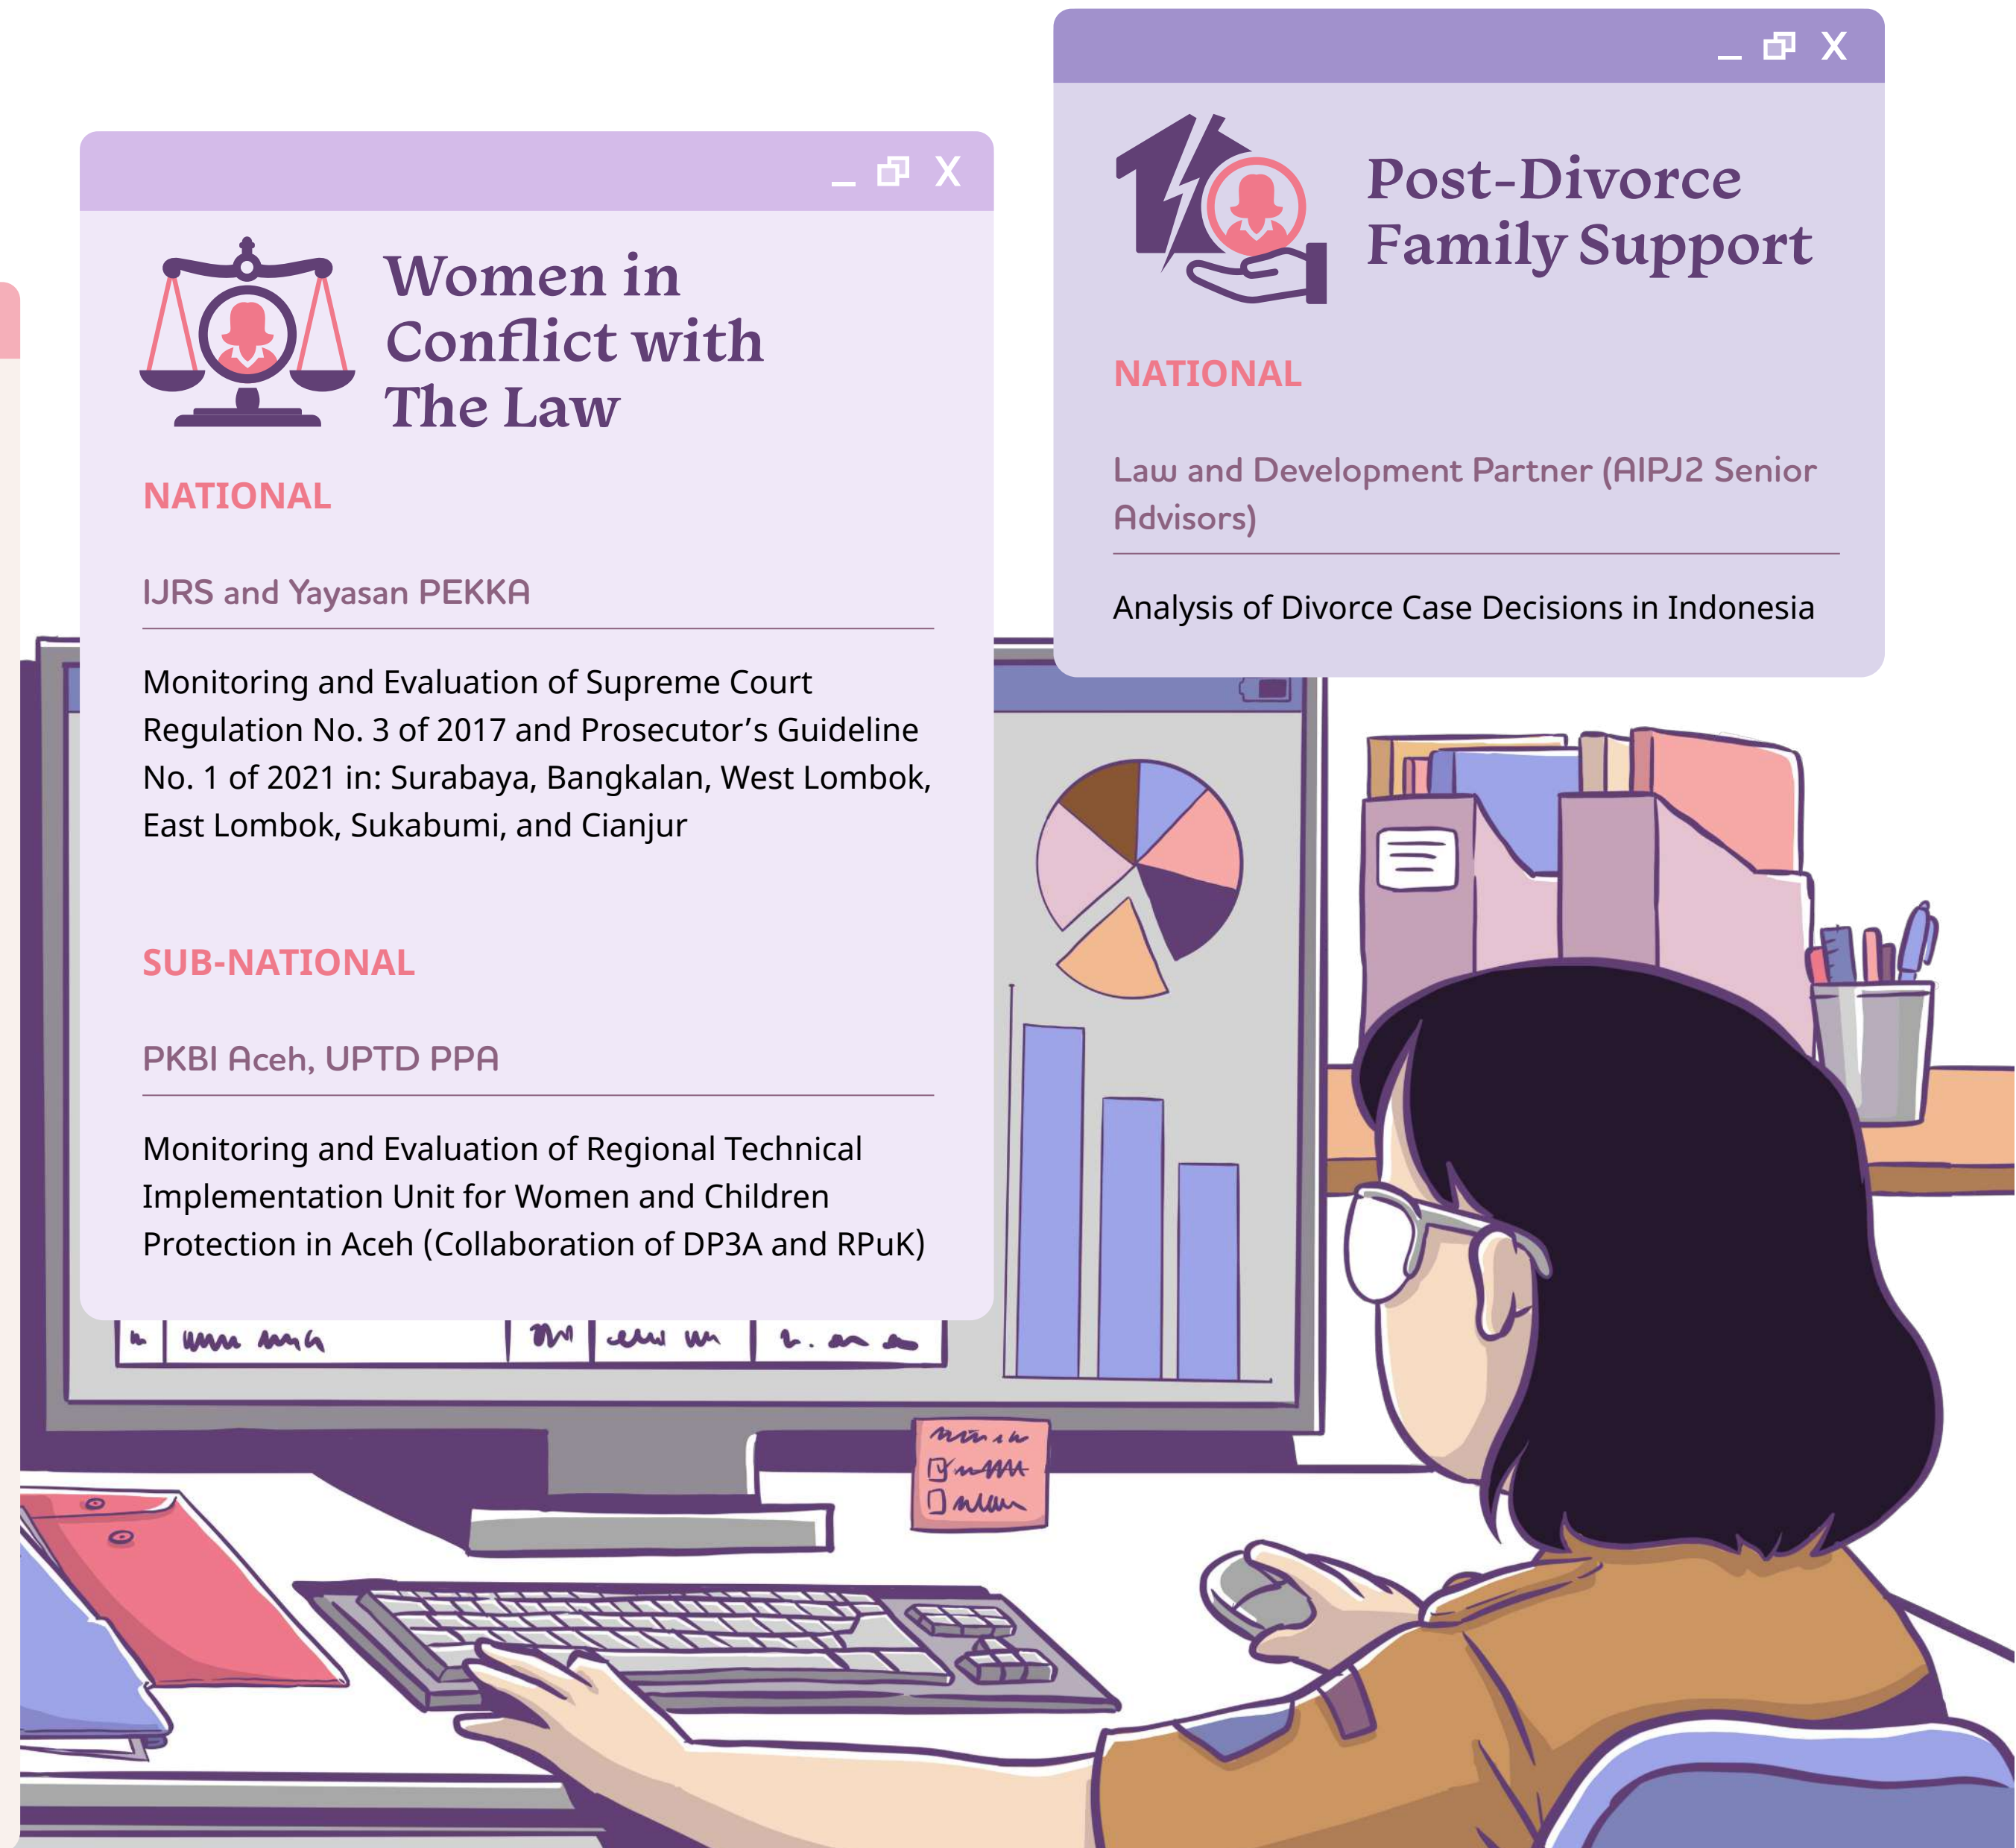 Women in
Conflict with
The Law
NATIONAL
IJRS and Yayasan PEKKA
Monitoring and Evaluation of Supreme Court
Regulation No. 3 of 2017 and Prosecutor’s Guideline
No. 1 of 2021 in: Surabaya, Bangkalan, West Lombok,
East Lombok, Sukabumi, and Cianjur
SUB-NATIONAL
PKBI Aceh, UPTD PPA
Monitoring and Evaluation of Regional Technical
Implementation Unit for Women and Children
Protection in Aceh (Collaboration of DP3A and RPuK)
Post-Divorce
Family Support
NATIONAL
Law and Development Partner (AIPJ2 Senior
Advisors)
Analysis of Divorce Case Decisions in Indonesia